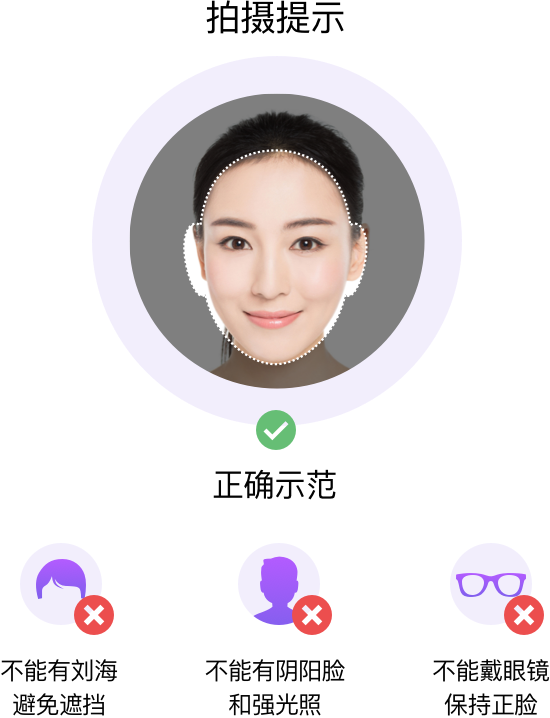 拍摄提示
正确示范
不能有刘海
避免遮挡
不能有阴阳脸
和强光照
不能戴眼镜
保持正脸